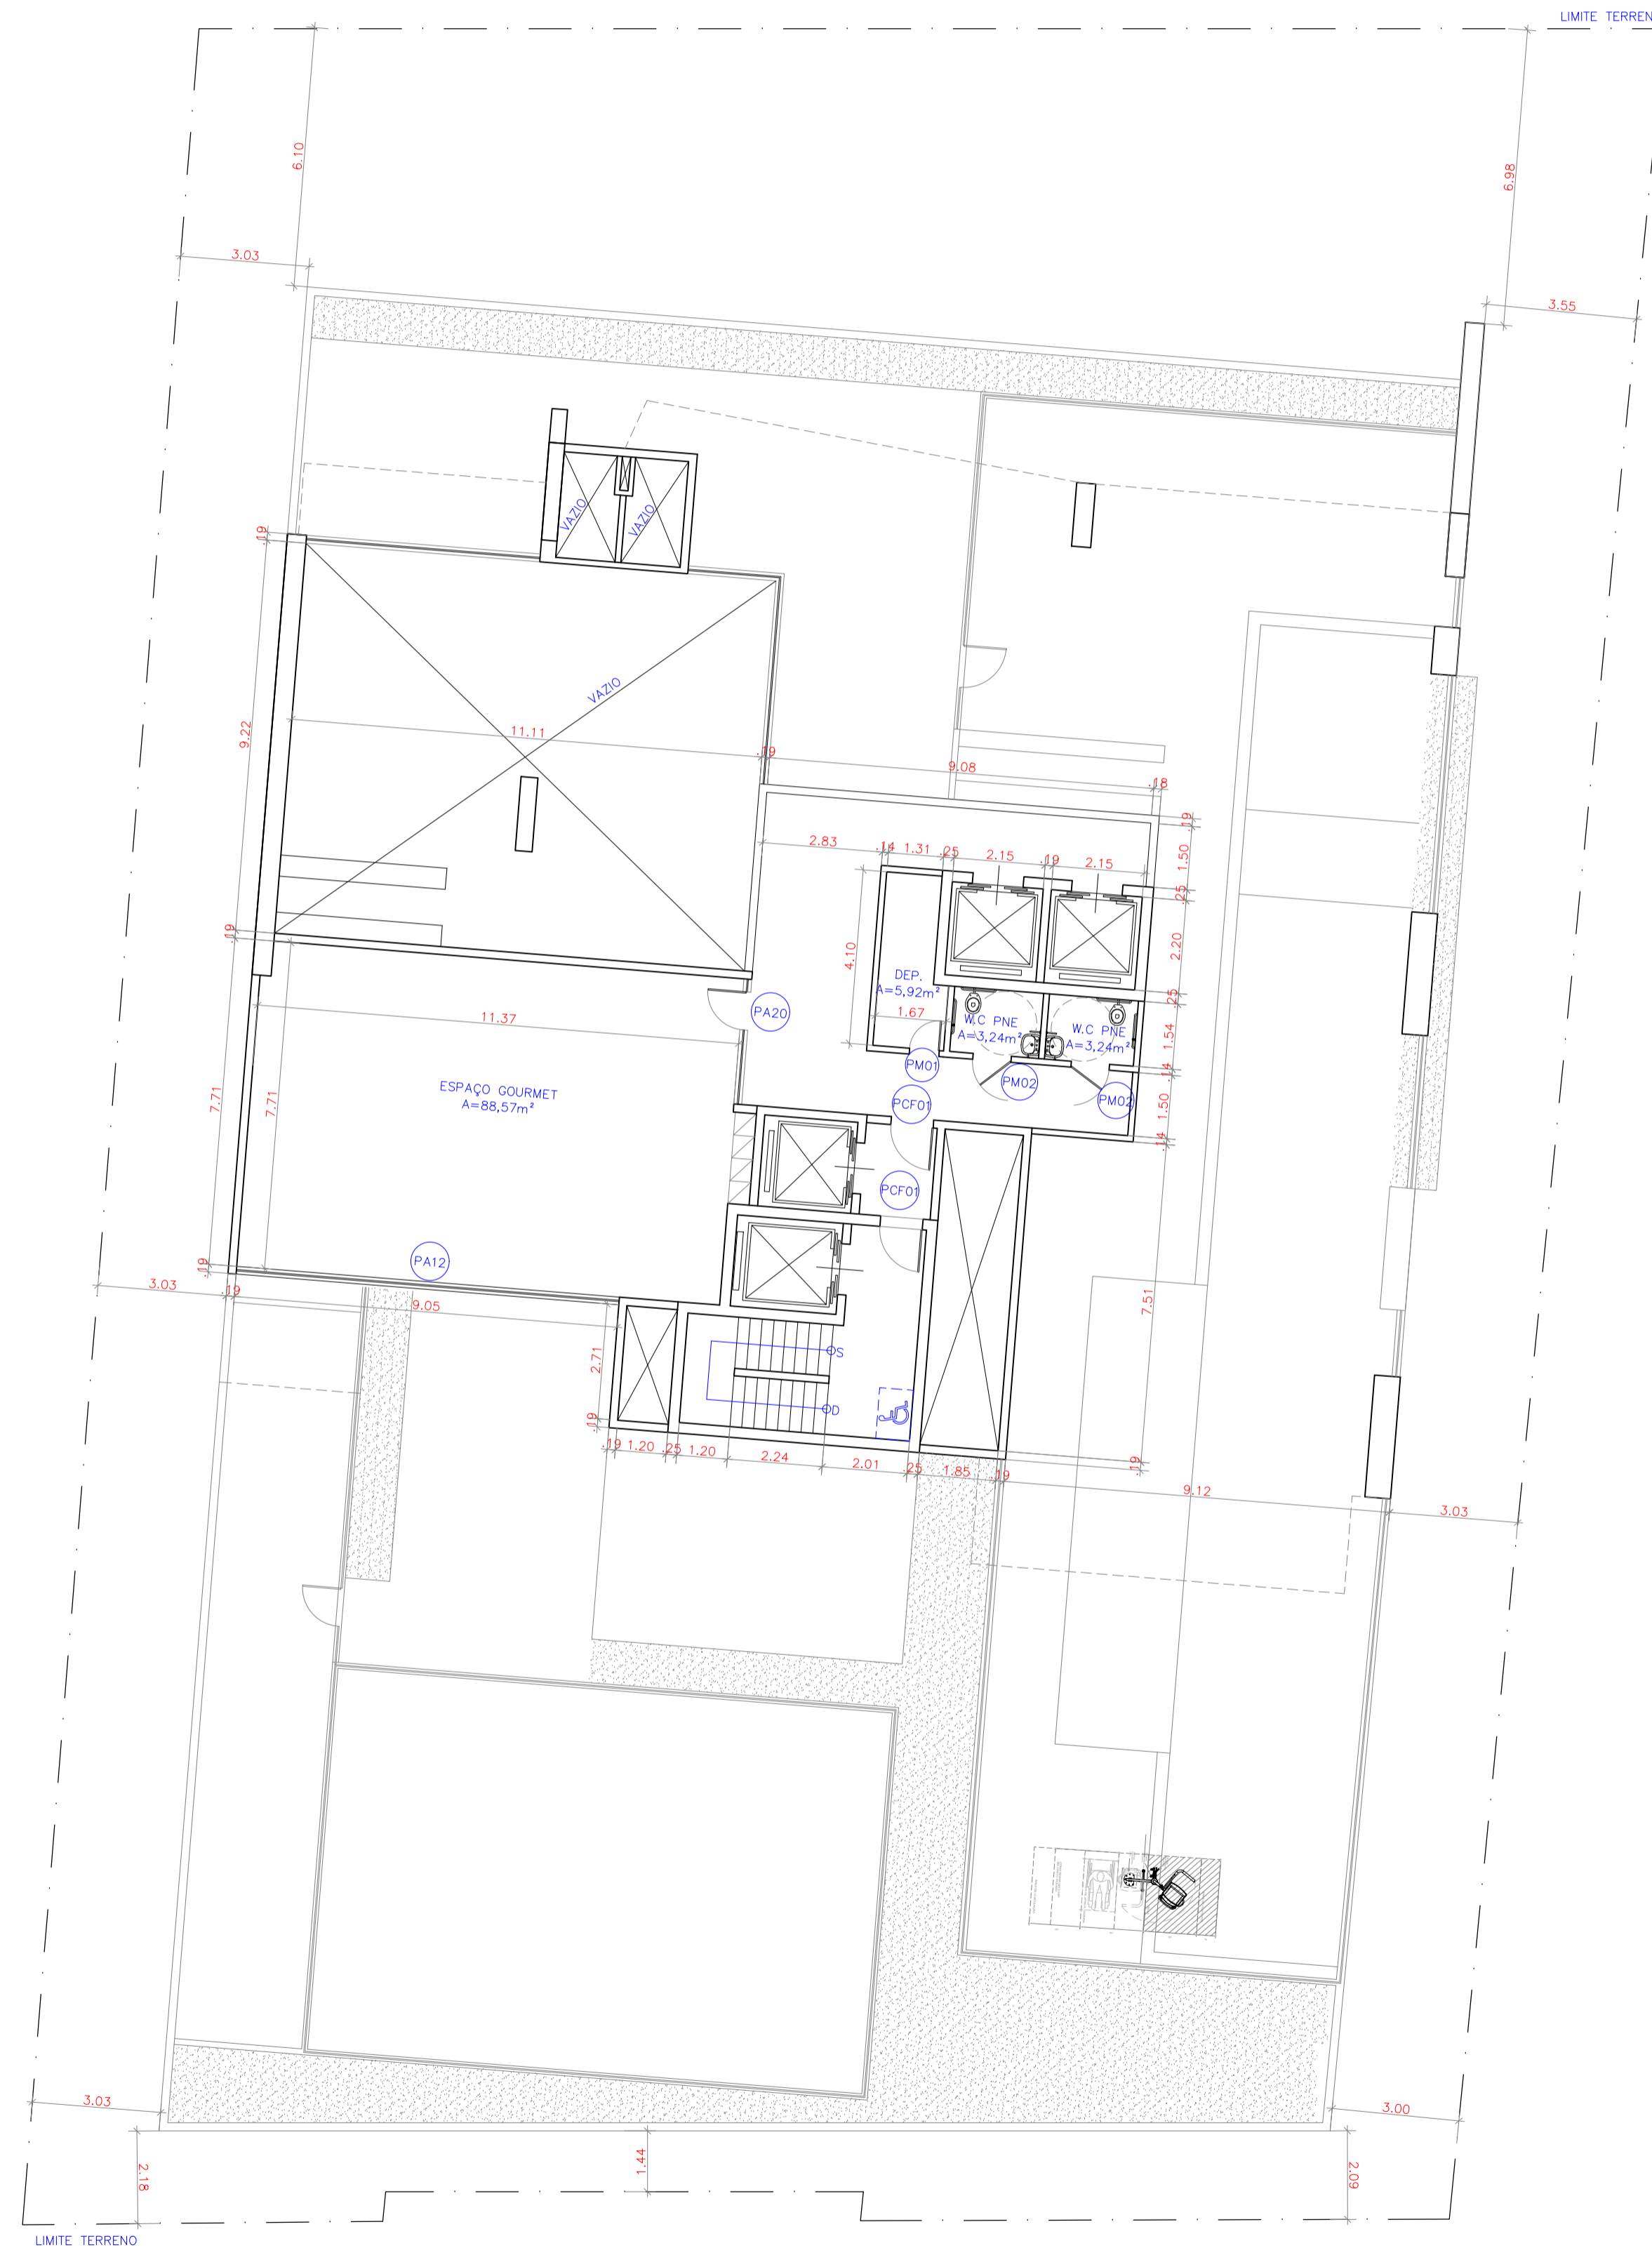 LIMITE TERREN
6.10
6.98
3.03
3.55
VAZIO
VAZIO
.19
VAZIO
9.22
11.11
.19
9.08
.18
.19
2.83
.14
1.31
.25
2.15
.19
2.15
1.50
.25
4.10
2.20
.19
DEP.
A=5,92m²
.25
1.67
PA20
W.C PNE
A=3,24m²
W.C PNE
A=3,24m²
1.54
11.37
PM01
PM02
PM02
.14
1.50
.14
PCF01
7.71
7.71
ESPAÇO GOURMET
A=88,57m²
PCF01
PA12
.19
3.03
.19
9.05
7.51
2.71
S
D
.19
.19
1.20
.25
1.20
2.24
2.01
.25
1.85
.19
.19
9.12
3.03
3.03
3.00
2.18
1.44
2.09
LIMITE TERRENO